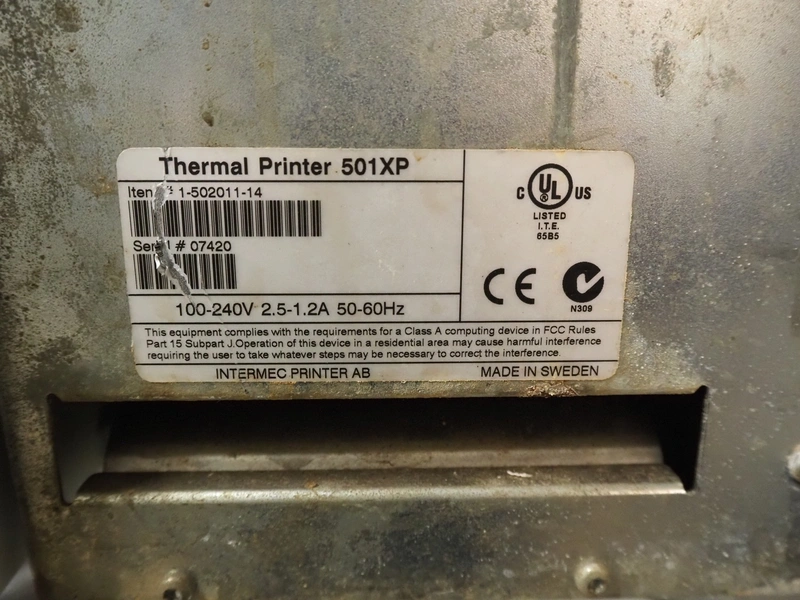 Thermal Printer 501XP
Item # 1-502011-14
Serial # 07420
100-240V 2.5-1.2A 50-60Hz
C UL US
LISTED
I.T.E.
65B5
CE
N309
This equipment complies with the requirements for a Class A computing device in FCC Rules
Part 15 Subpart J.Operation of this device in a residential area may cause harmful interference
requiring the user to take whatever steps may be necessary to correct the interference.
INTERMEC PRINTER AB MADE IN SWEDEN